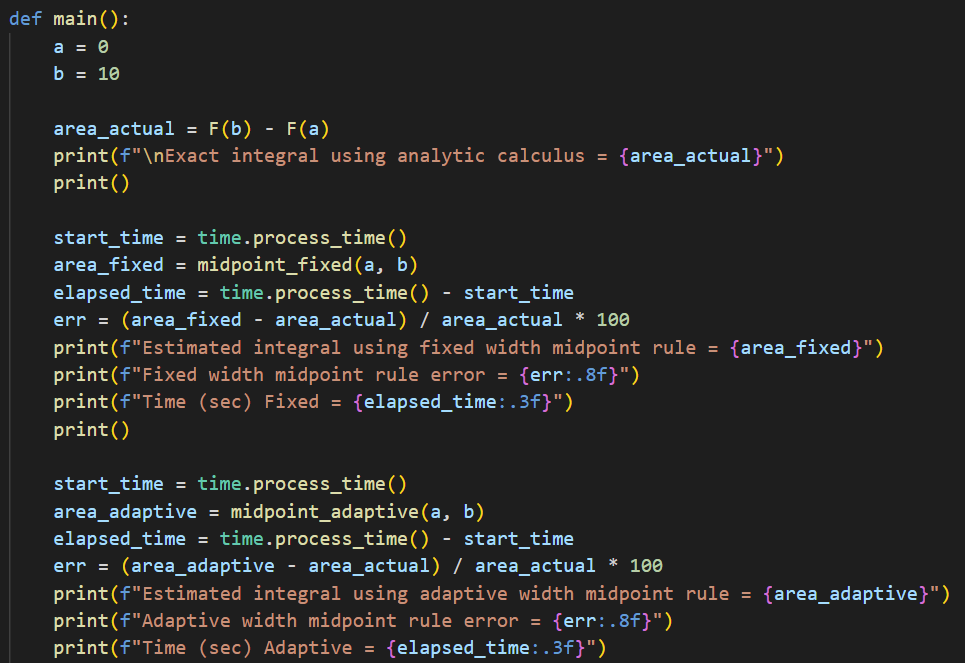 def main():
    a = 0
    b = 10

    area_actual = F(b) - F(a)
    print(f"\nExact integral using analytic calculus = {area_actual}")
    print()

    start_time = time.process_time()
    area_fixed = midpoint_fixed(a, b)
    elapsed_time = time.process_time() - start_time
    err = (area_fixed - area_actual) / area_actual * 100
    print(f"Estimated integral using fixed width midpoint rule = {area_fixed}")
    print(f"Fixed width midpoint rule error = {err:.8f}")
    print(f"Time (sec) Fixed = {elapsed_time:.3f}")
    print()

    start_time = time.process_time()
    area_adaptive = midpoint_adaptive(a, b)
    elapsed_time = time.process_time() - start_time
    err = (area_adaptive - area_actual) / area_actual * 100
    print(f"Estimated integral using adaptive width midpoint rule = {area_adaptive}")
    print(f"Adaptive width midpoint rule error = {err:.8f}")
    print(f"Time (sec) Adaptive = {elapsed_time:.3f}")